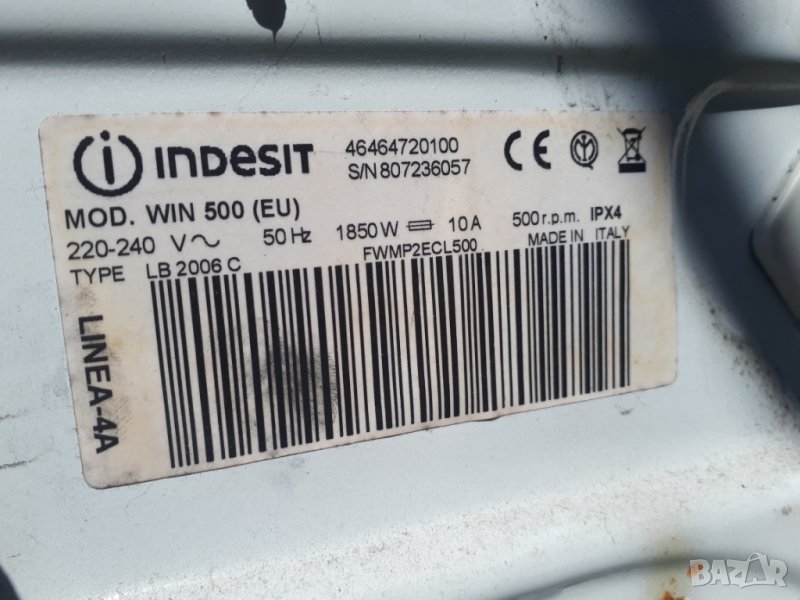 INDESIT
46464720100
S/N 807236057
MOD. WIN 500 (EU)
220-240 V~ 50 Hz 1850 W 10 A 500 r.p.m. IPX4
TYPE LB 2006 C FWMP2ECL500 MADE IN ITALY
LINEA-4A
BAZAR